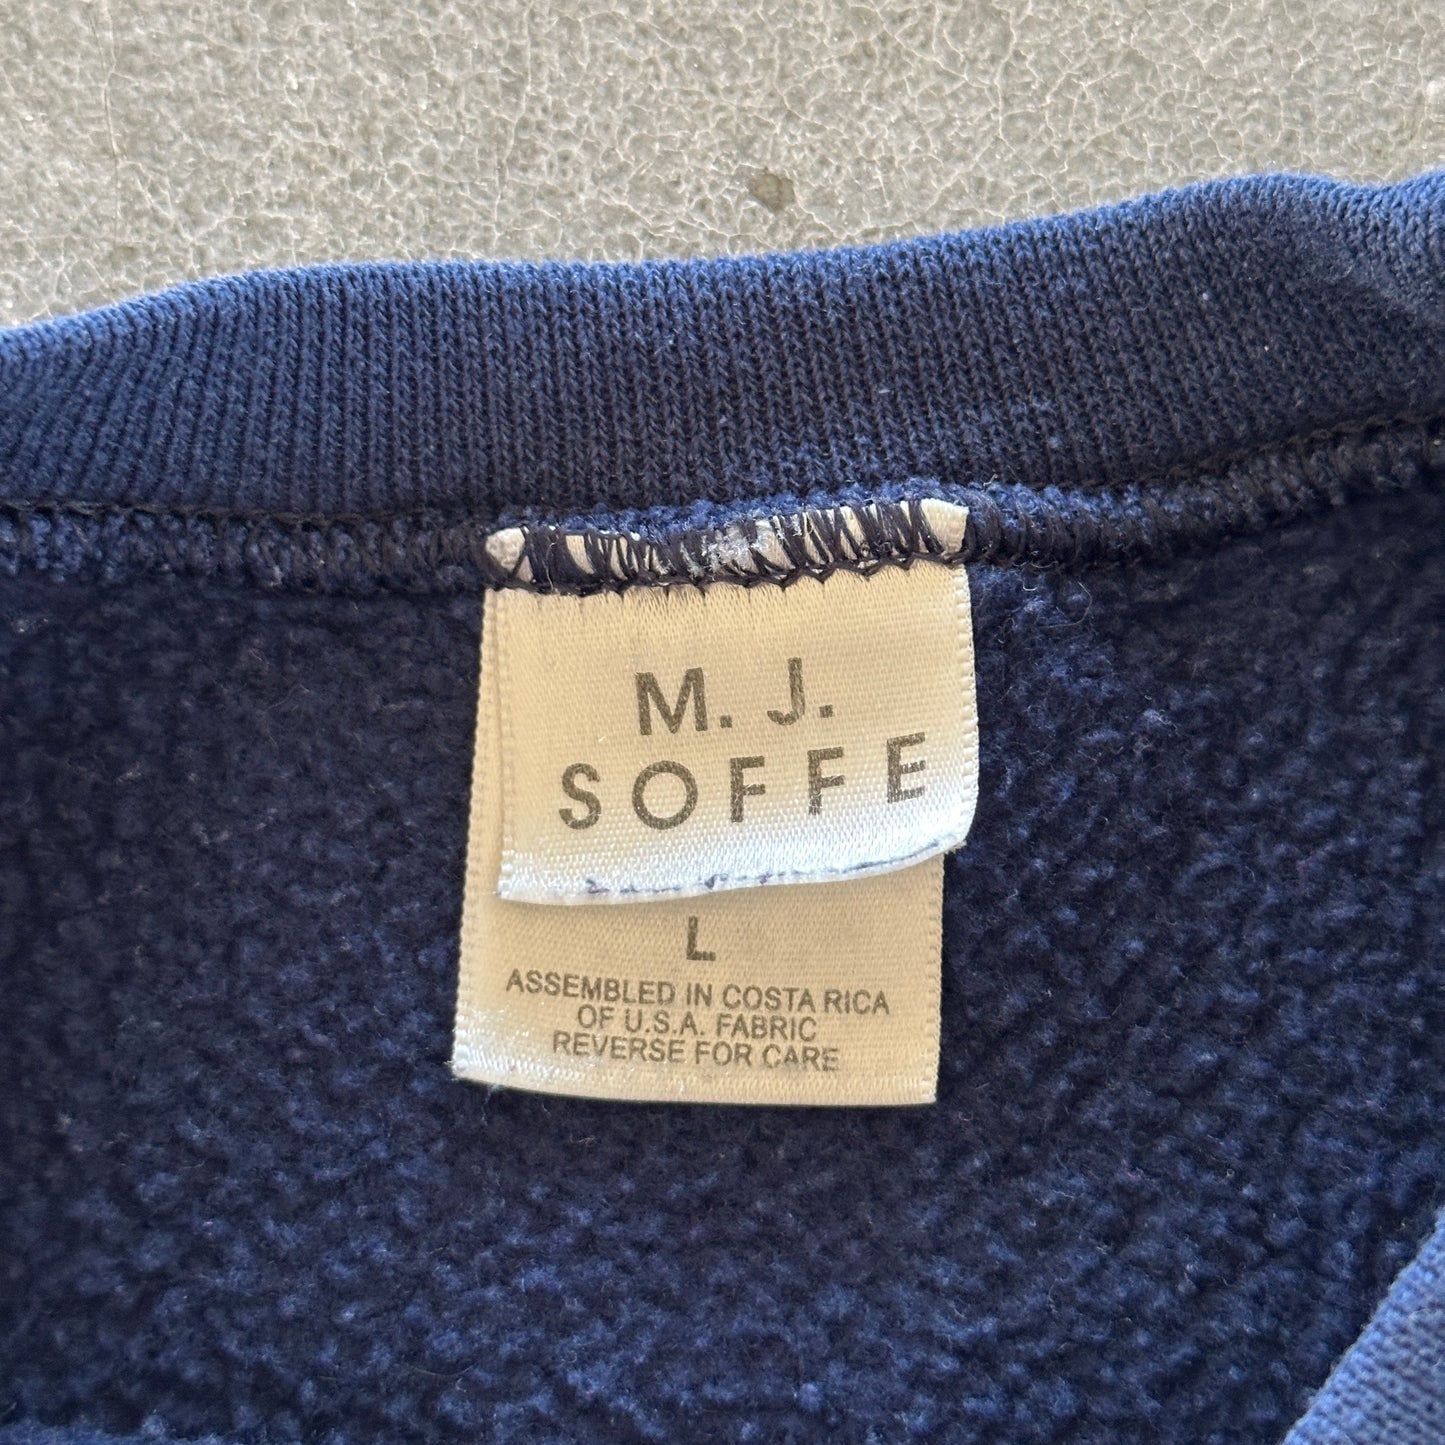 M. J.
SOFFE
L
ASSEMBLED IN COSTA RICA
OF U.S.A. FABRIC
REVERSE FOR CARE